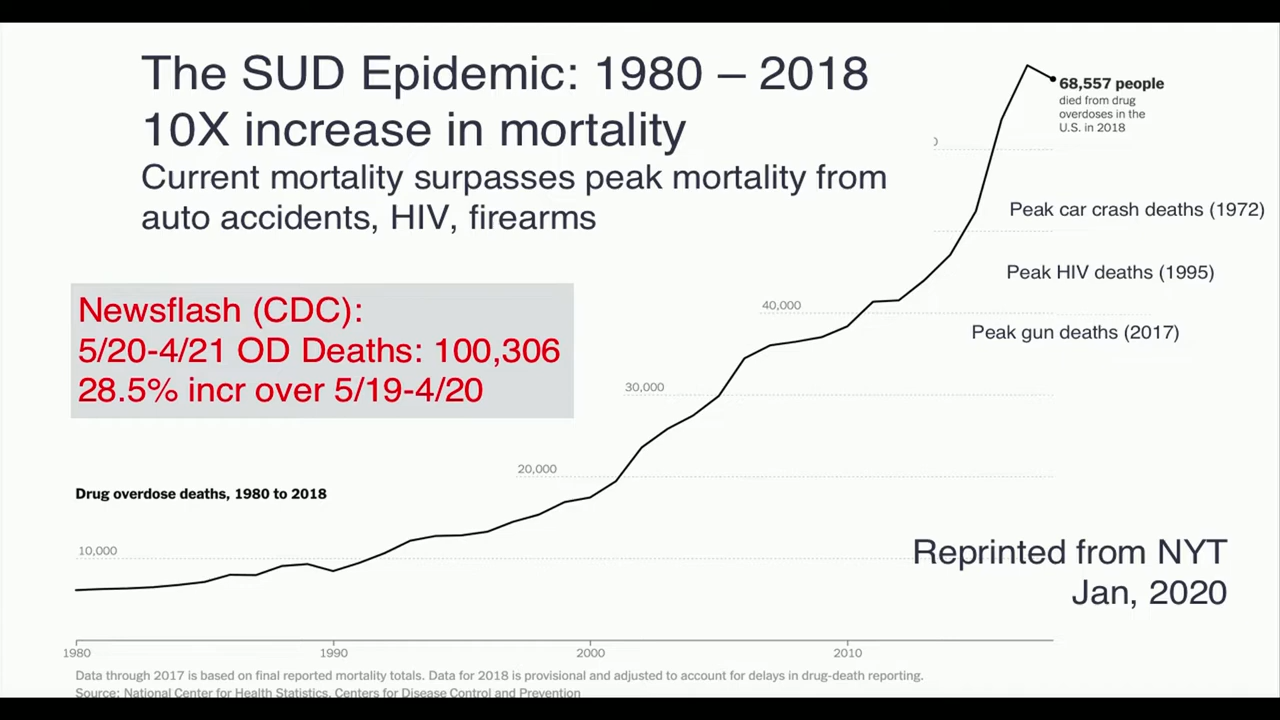 The SUD Epidemic: 1980 – 2018
10X increase in mortality
Current mortality surpasses peak mortality from
auto accidents, HIV, firearms
68,557 people
died from drug
overdoses in the
U.S. in 2018
Peak car crash deaths (1972)
Peak HIV deaths (1995)
Peak gun deaths (2017)
Newsflash (CDC):
5/20-4/21 OD Deaths: 100,306
28.5% incr over 5/19-4/20
40,000
30,000
20,000
Drug overdose deaths, 1980 to 2018
10,000
Reprinted from NYT
Jan, 2020
1980 1990 2000 2010
Data through 2017 is based on final reported mortality totals. Data for 2018 is provisional and adjusted to account for delays in drug-death reporting.
Source: National Center for Health Statistics, Centers for Disease Control and Prevention